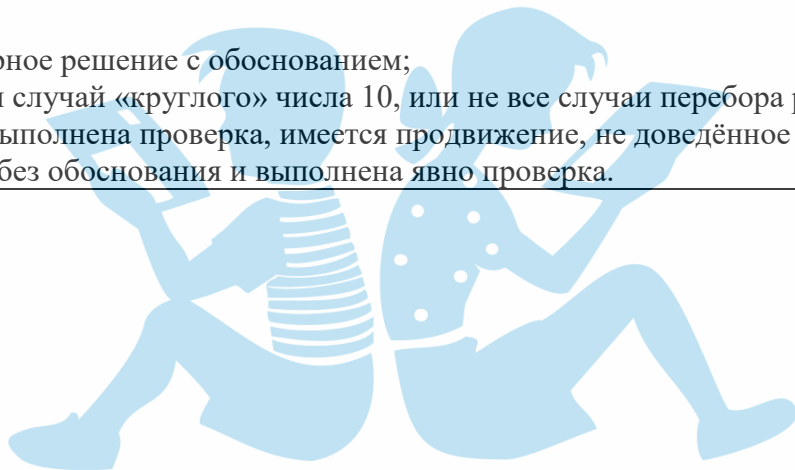 рное решение с обоснованием;
и случай «круглого» числа 10, или не все случаи перебора
ыполнена проверка, имеется продвижение, не доведённое
без обоснования и выполнена явно проверка.